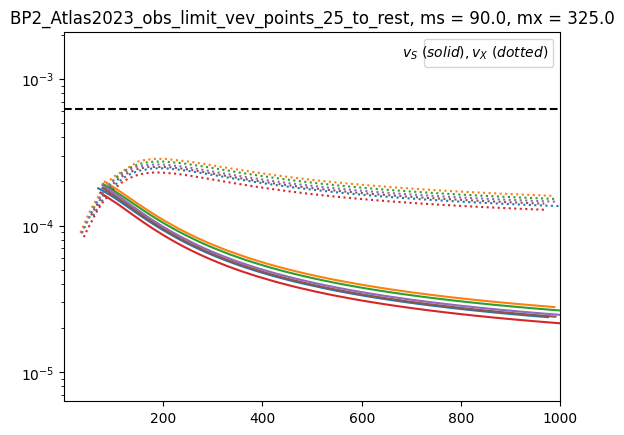 BP2_Atlas2023_obs_limit_vev_points_25_to_rest, ms = 90.0, mx = 325.0
v_S (solid), v_X (dotted)
10⁻³
10⁻⁴
10⁻⁵
200 400 600 800 1000